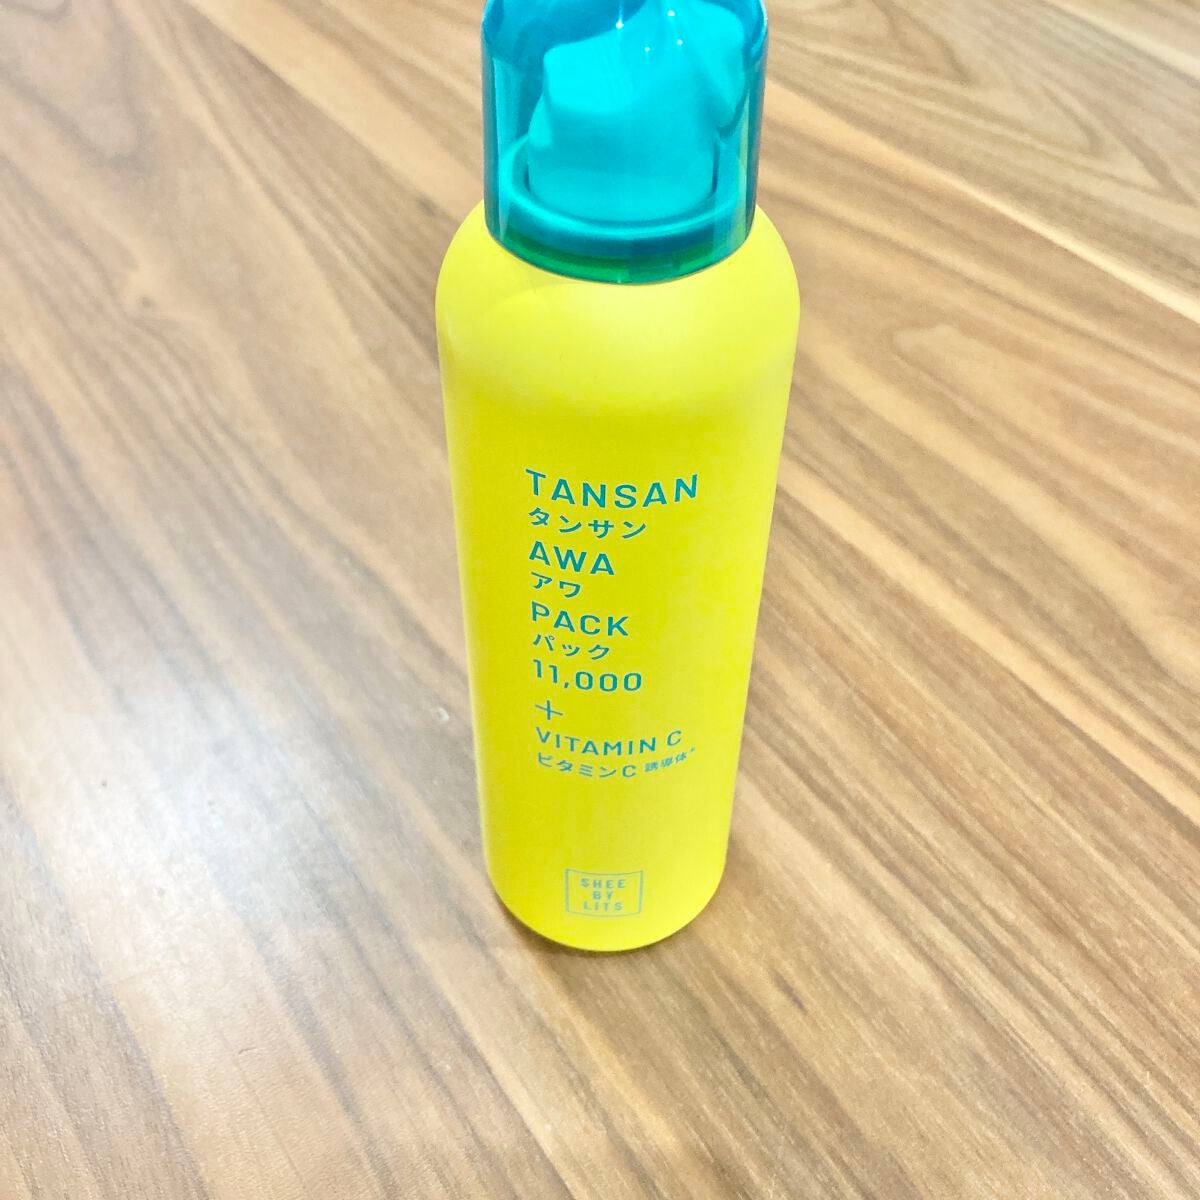 TANSAN
タンサン
AWA
アワ
PACK
パック
11,000
+
VITAMIN C
ビタミンC 誘導体*
SHEE
BY
LITS